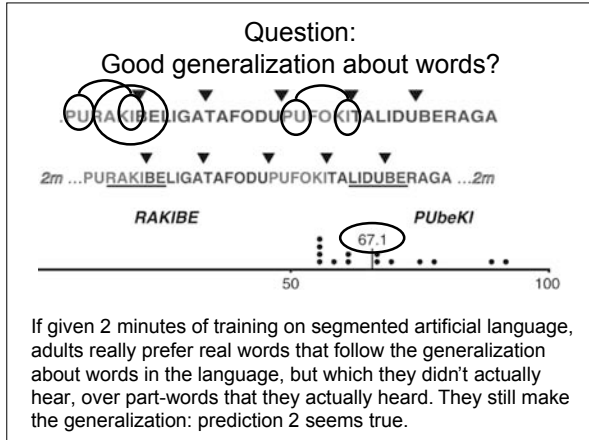 Question:
Good generalization about words?
.PURAKIBELIGATAFODUPUFOKITALIDUBERAGA
2m ...PURAKIBELIGATAFODUPUFOKITALIDUBERAGA ...2m
RAKIBE PUbeKI
67.1
50 100
If given 2 minutes of training on segmented artificial language,
adults really prefer real words that follow the generalization
about words in the language, but which they didn’t actually
hear, over part-words that they actually heard. They still make
the generalization: prediction 2 seems true.